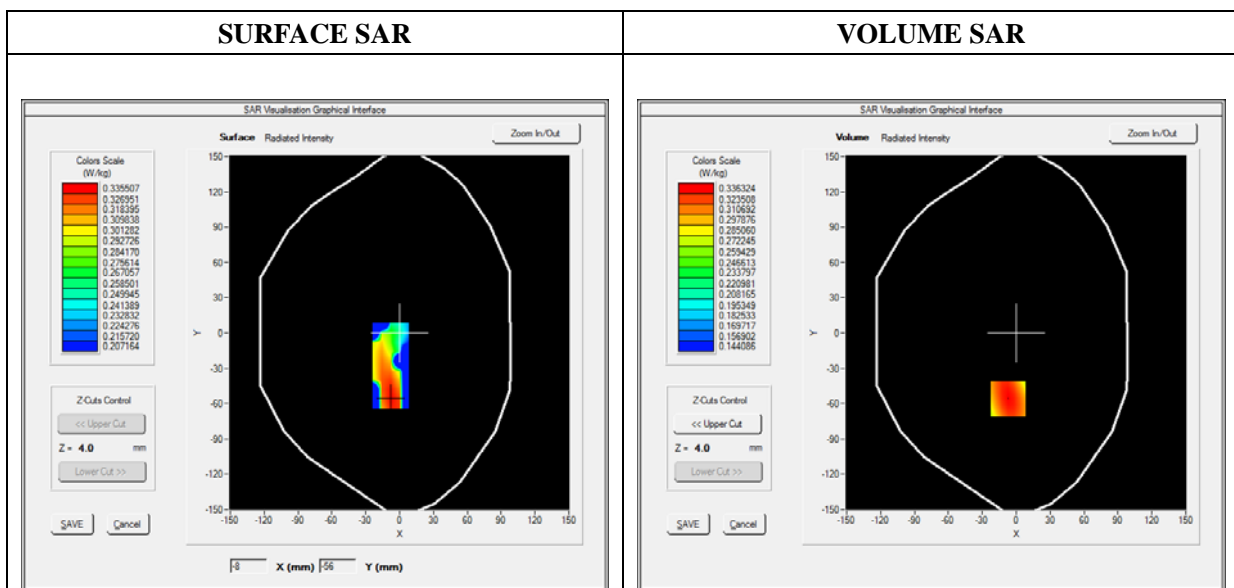 SURFACE SAR
VOLUME SAR
SAR Visualisation Graphical Interface
Surface Radiated Intensity
Zoom In/Out
Colors Scale
(W/kg)
0.335507
0.326951
0.318395
0.309838
0.301282
0.292726
0.284170
0.275614
0.267057
0.258501
0.249945
0.241389
0.232832
0.224276
0.215720
0.207164
Z-Cuts Control
<< Upper Cut
Z = 4.0 mm
Lower Cut >>
SAVE Cancel
150
120
90
60
30
0
-30
-60
-90
-120
-150
Y
-150 -120 -90 -60 -30 0 30 60 90 120 150
X
-8 X (mm) -56 Y (mm)
SAR Visualisation Graphical Interface
Volume Radiated Intensity
Zoom In/Out
Colors Scale
(W/kg)
0.336324
0.323508
0.310692
0.297876
0.285060
0.272245
0.259429
0.246613
0.233797
0.220981
0.208165
0.195349
0.182533
0.169717
0.156902
0.144086
Z-Cuts Control
<< Upper Cut
Z = 4.0 mm
Lower Cut >>
SAVE Cancel
150
120
90
60
30
0
-30
-60
-90
-120
-150
Y
-150 -120 -90 -60 -30 0 30 60 90 120 150
X